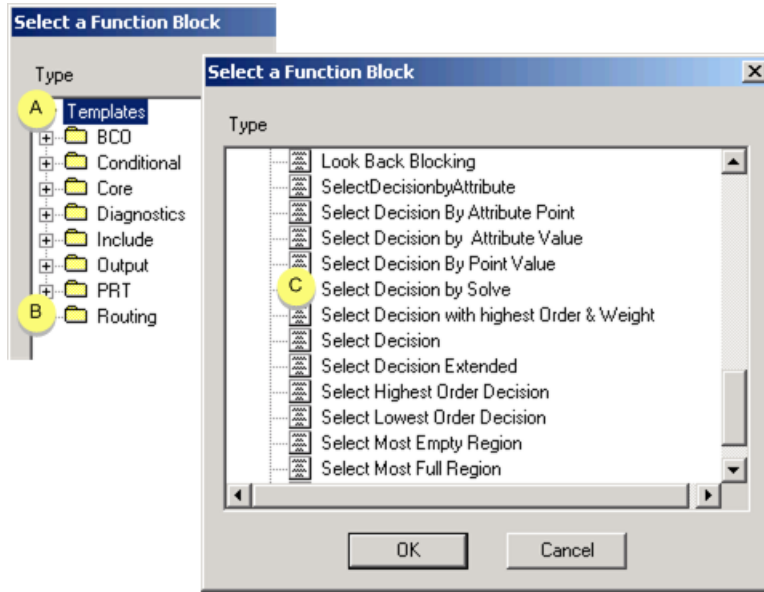 Select a Function Block
Type
A
Templates
BCO
Conditional
Core
Diagnostics
Include
Output
PRT
B
Routing
Select a Function Block
Type
Look Back Blocking
SelectDecisionbyAttribute
Select Decision By Attribute Point
Select Decision by Attribute Value
Select Decision By Point Value
C
Select Decision by Solve
Select Decision with highest Order & Weight
Select Decision
Select Decision Extended
Select Highest Order Decision
Select Lowest Order Decision
Select Most Empty Region
Select Most Full Region
OK
Cancel